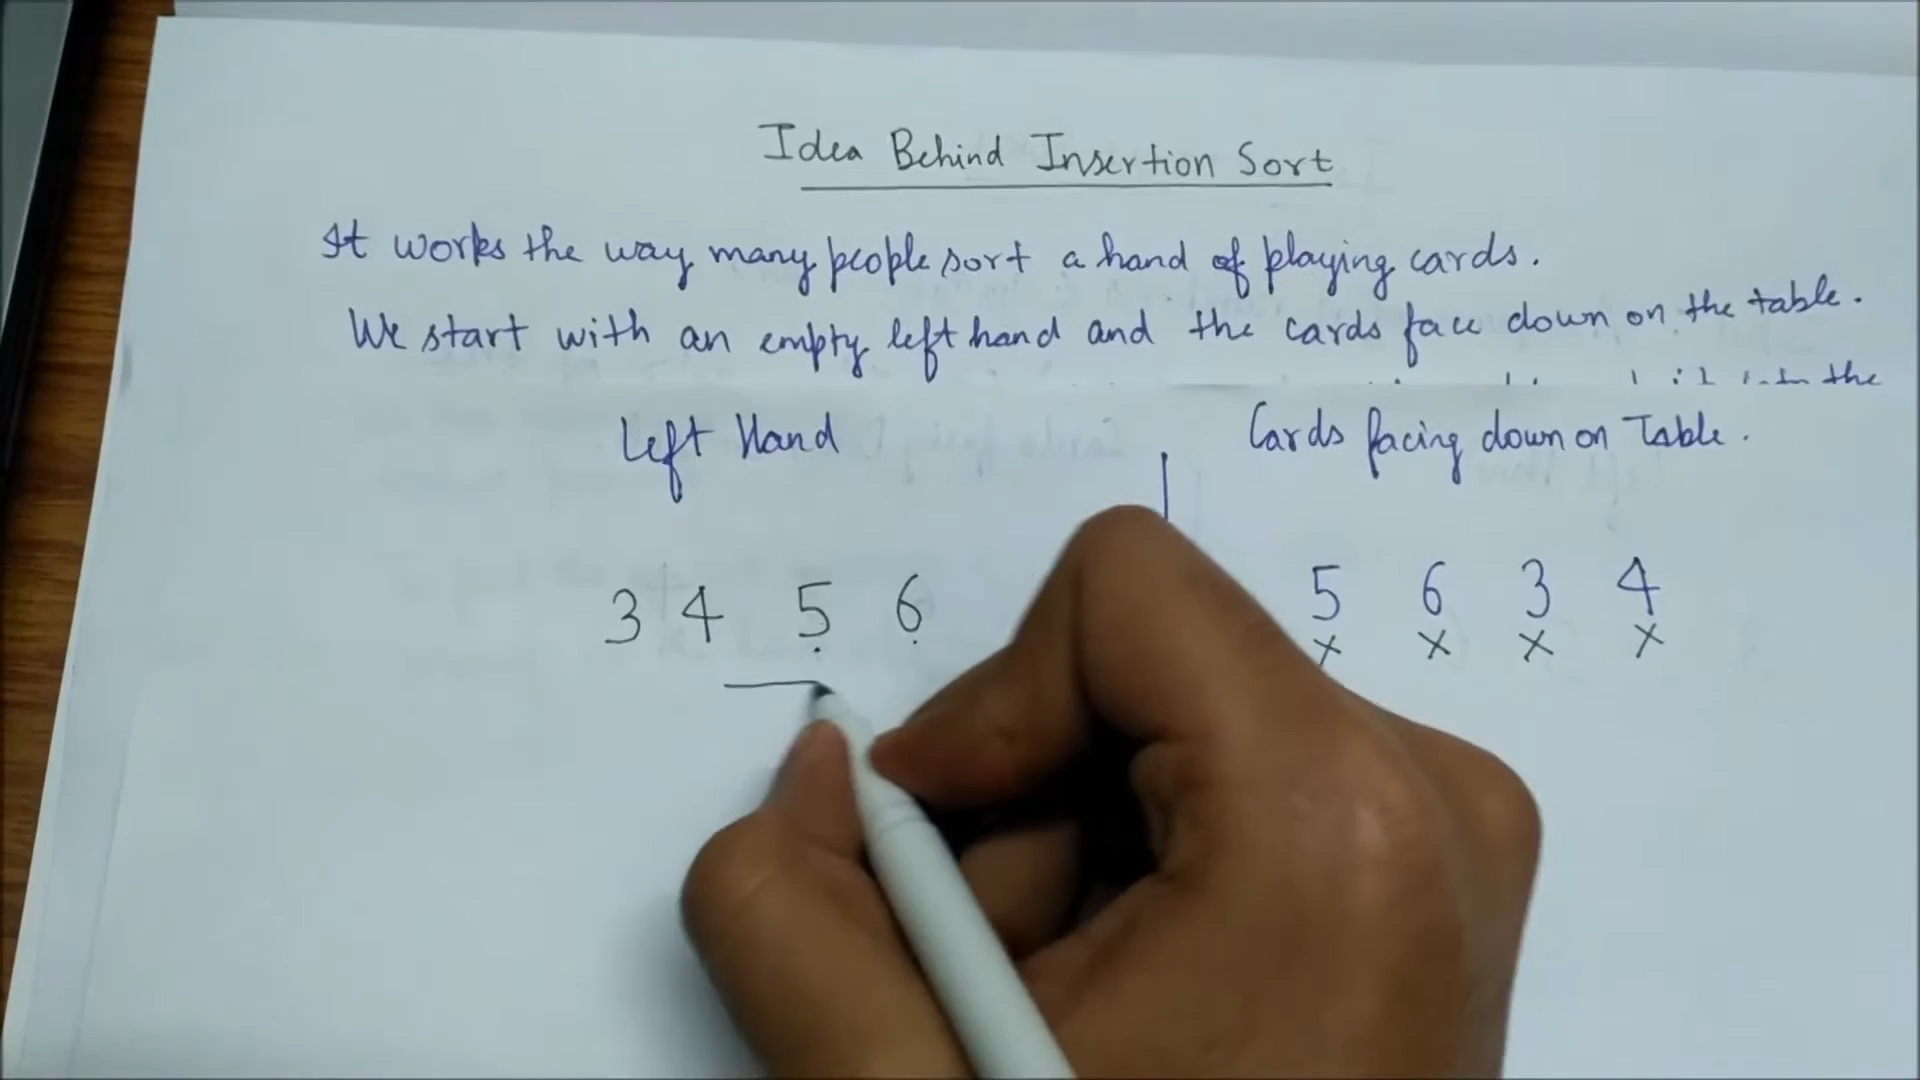 Idea Behind Insertion Sort
It works the way many people sort a hand of playing cards.
We start with an empty left hand and the cards face down on the table.
the
Left Hand
Cards facing down on Table.
3 4 5 6
5 6 3 4
x x x x